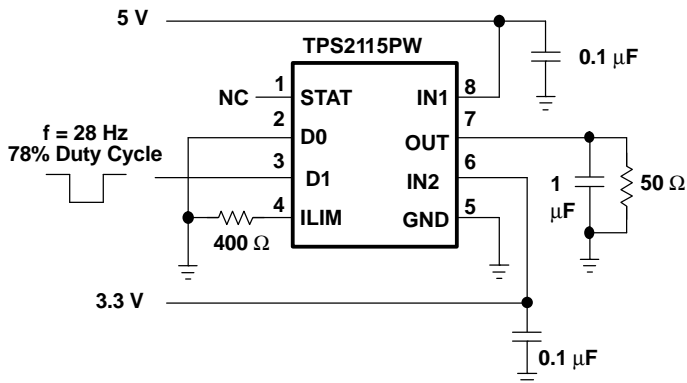 5 V
TPS2115PW
0.1 µF
NC
1 STAT
IN1 8
f = 28 Hz
78% Duty Cycle
2 D0
OUT 7
3 D1
IN2 6
1 µF
50 Ω
4 ILIM
GND 5
400 Ω
3.3 V
0.1 µF